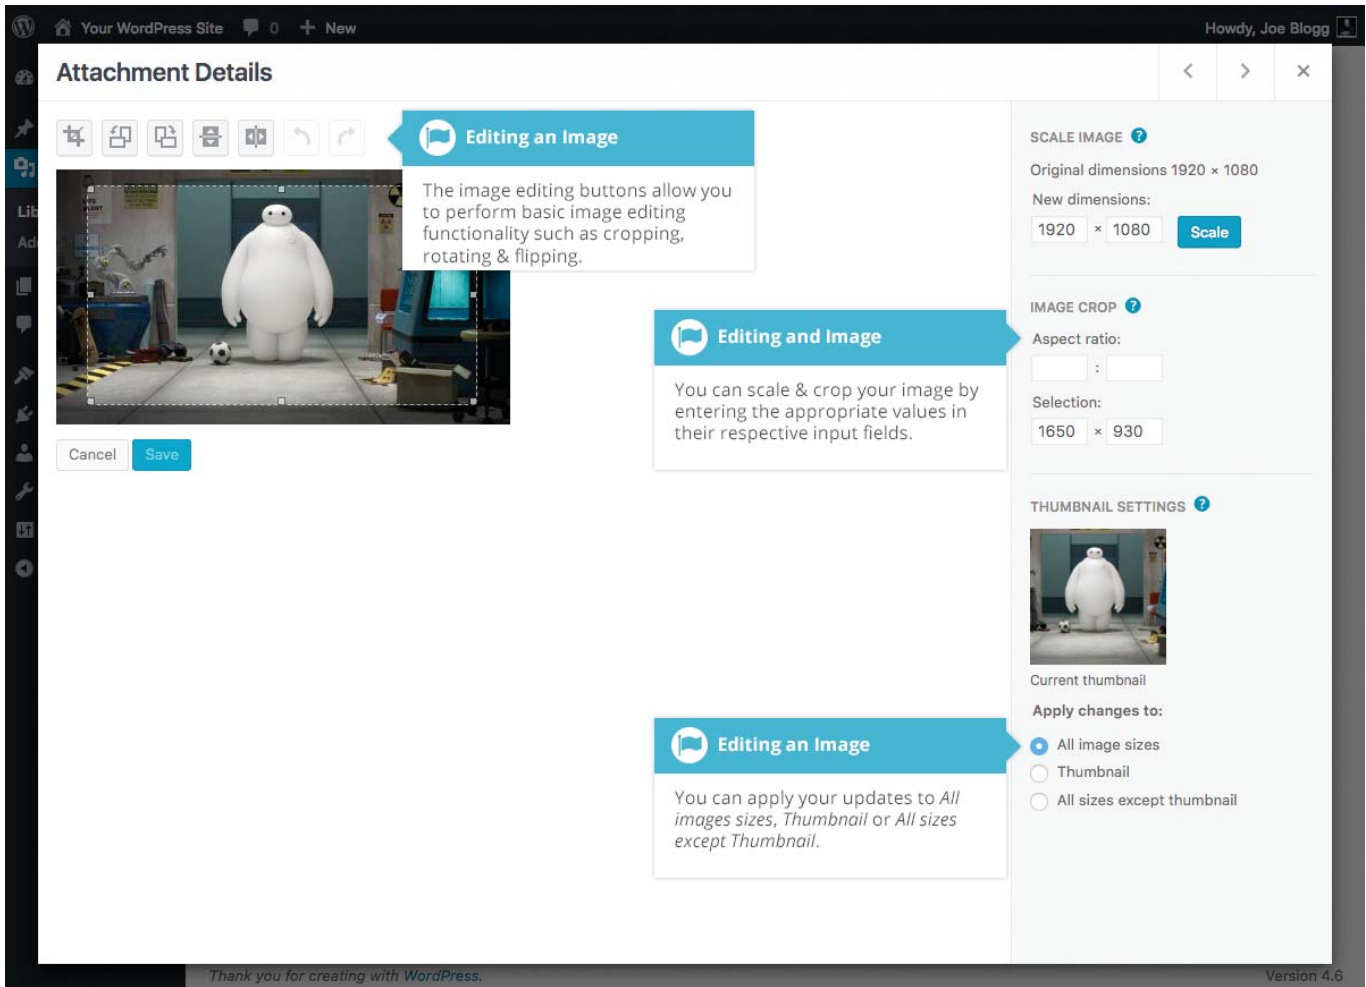 Your WordPress Site 0 New
Howdy, Joe Blogg
Attachment Details
Lib
Ad
Editing an Image
The image editing buttons allow you
to perform basic image editing
functionality such as cropping,
rotating & flipping.
SCALE IMAGE ?
Original dimensions 1920 × 1080
New dimensions:
1920 × 1080 Scale
Editing and Image
You can scale & crop your image by
entering the appropriate values in
their respective input fields.
IMAGE CROP ?
Aspect ratio:
:
Selection:
1650 × 930
Cancel Save
THUMBNAIL SETTINGS ?
Current thumbnail
Apply changes to:
All image sizes
Thumbnail
All sizes except thumbnail
Editing an Image
You can apply your updates to All
images sizes, Thumbnail or All sizes
except Thumbnail.
Thank you for creating with WordPress.
Version 4.6